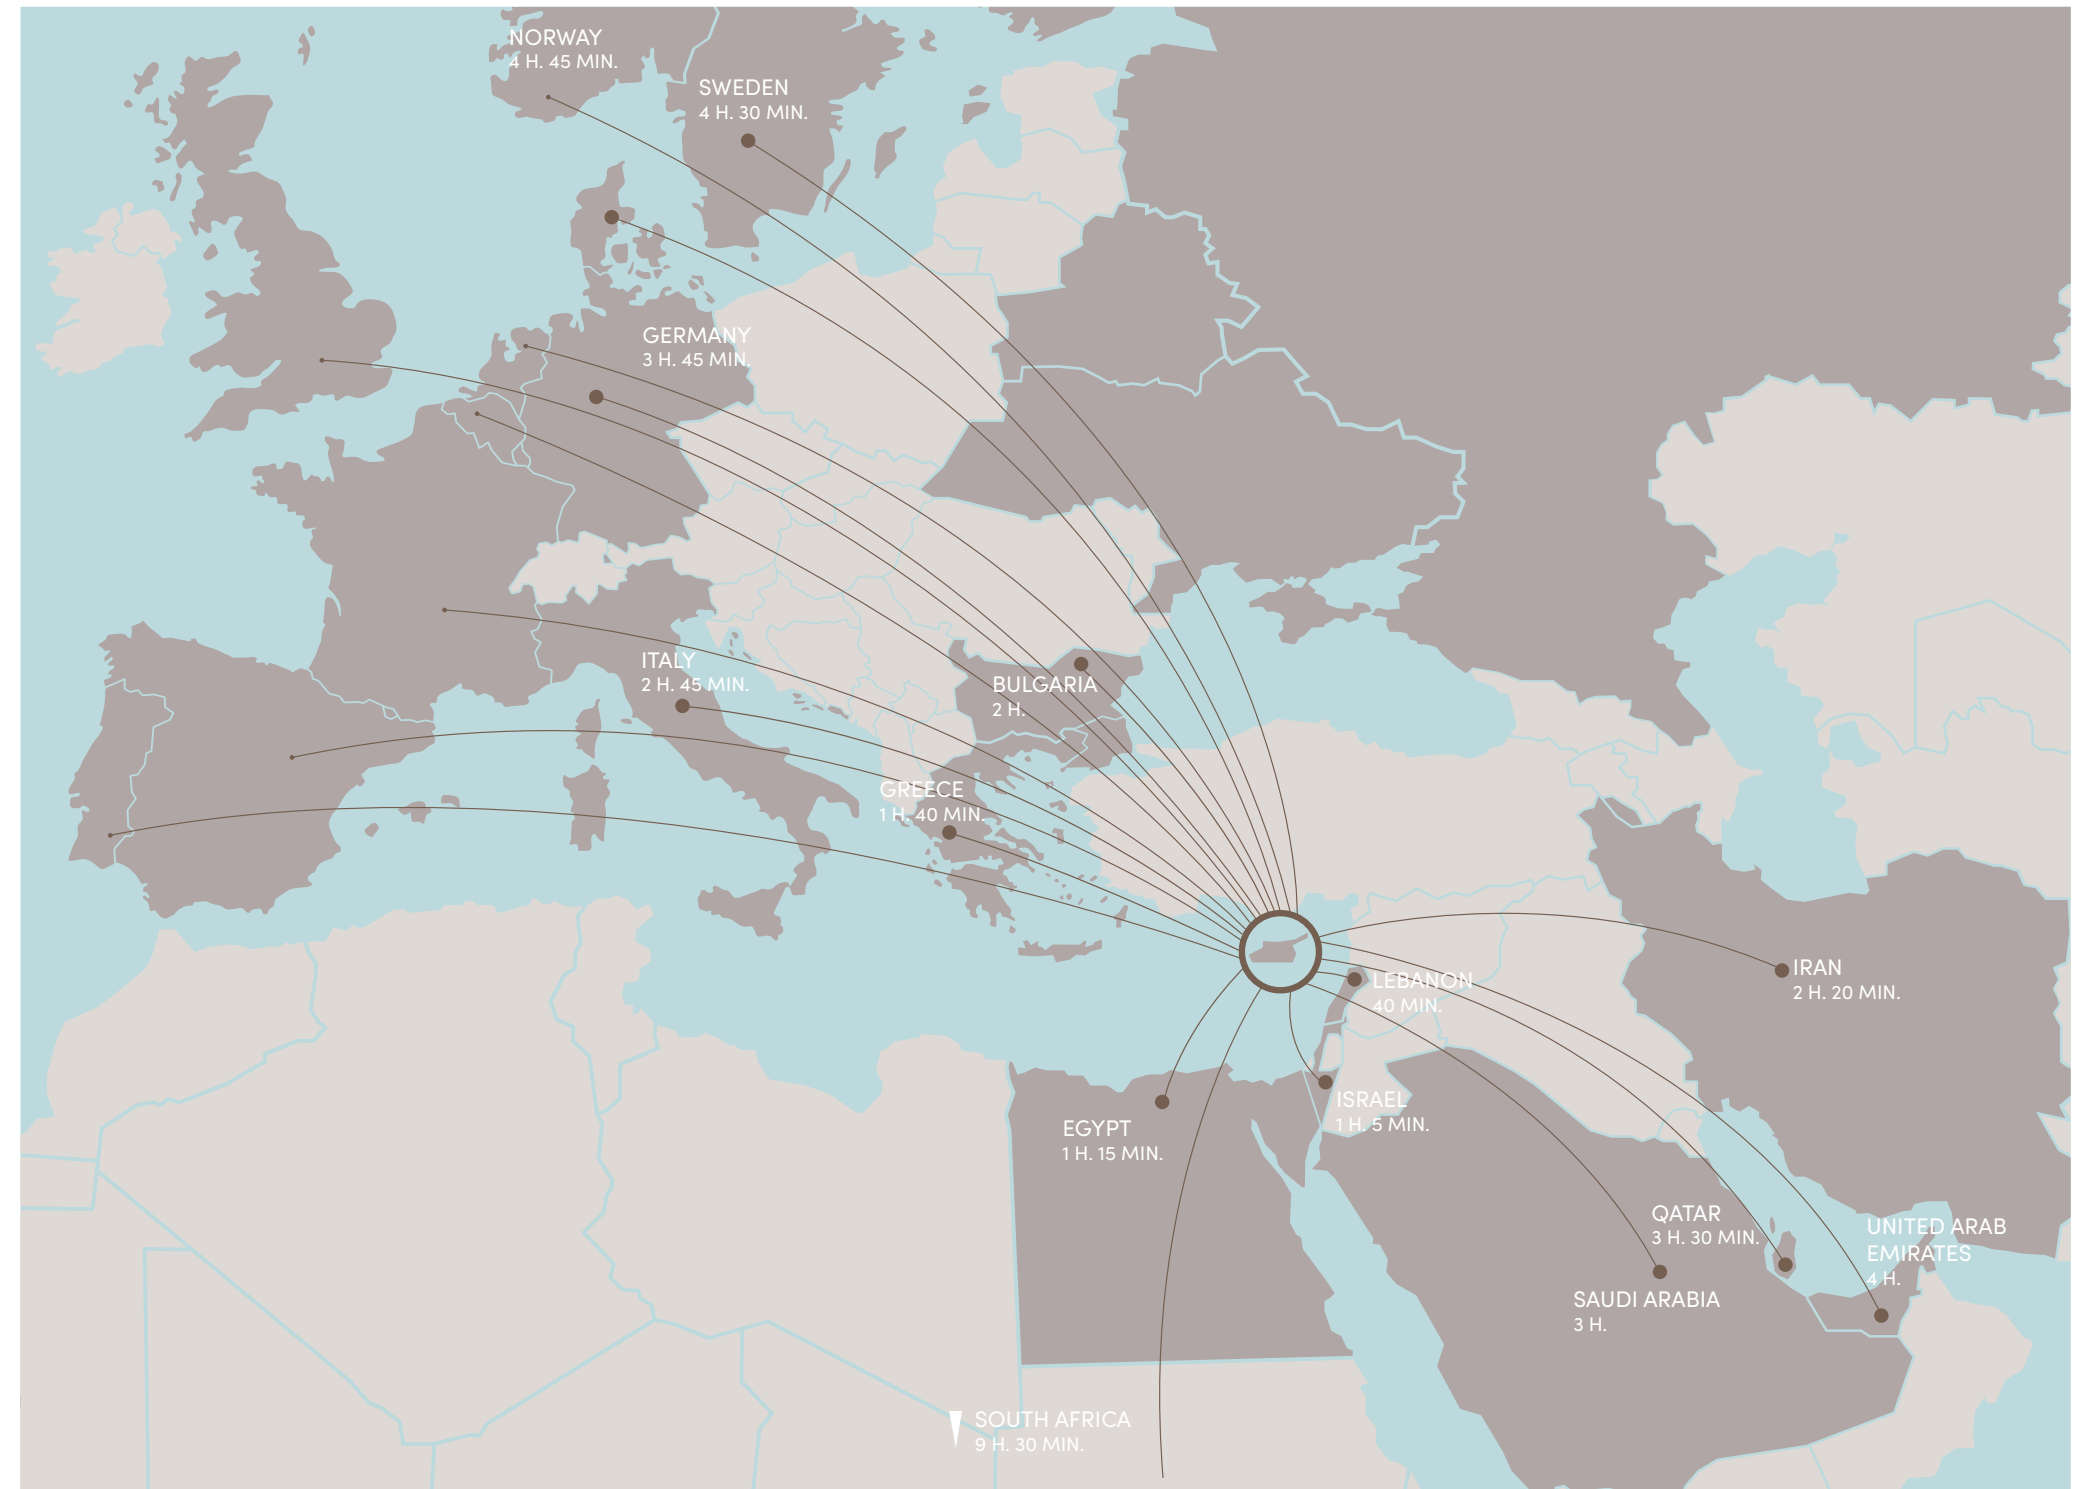 NORWAY
4 H. 45 MIN.
SWEDEN
4 H. 30 MIN.
GERMANY
3 H. 45 MIN.
ITALY
2 H. 45 MIN.
BULGARIA
2 H.
GREECE
1 H. 40 MIN.
IRAN
2 H. 20 MIN.
LEBANON
40 MIN.
ISRAEL
1 H. 5 MIN.
EGYPT
1 H. 15 MIN.
QATAR
3 H. 30 MIN.
UNITED ARAB
EMIRATES
4 H.
SAUDI ARABIA
3 H.
SOUTH AFRICA
9 H. 30 MIN.